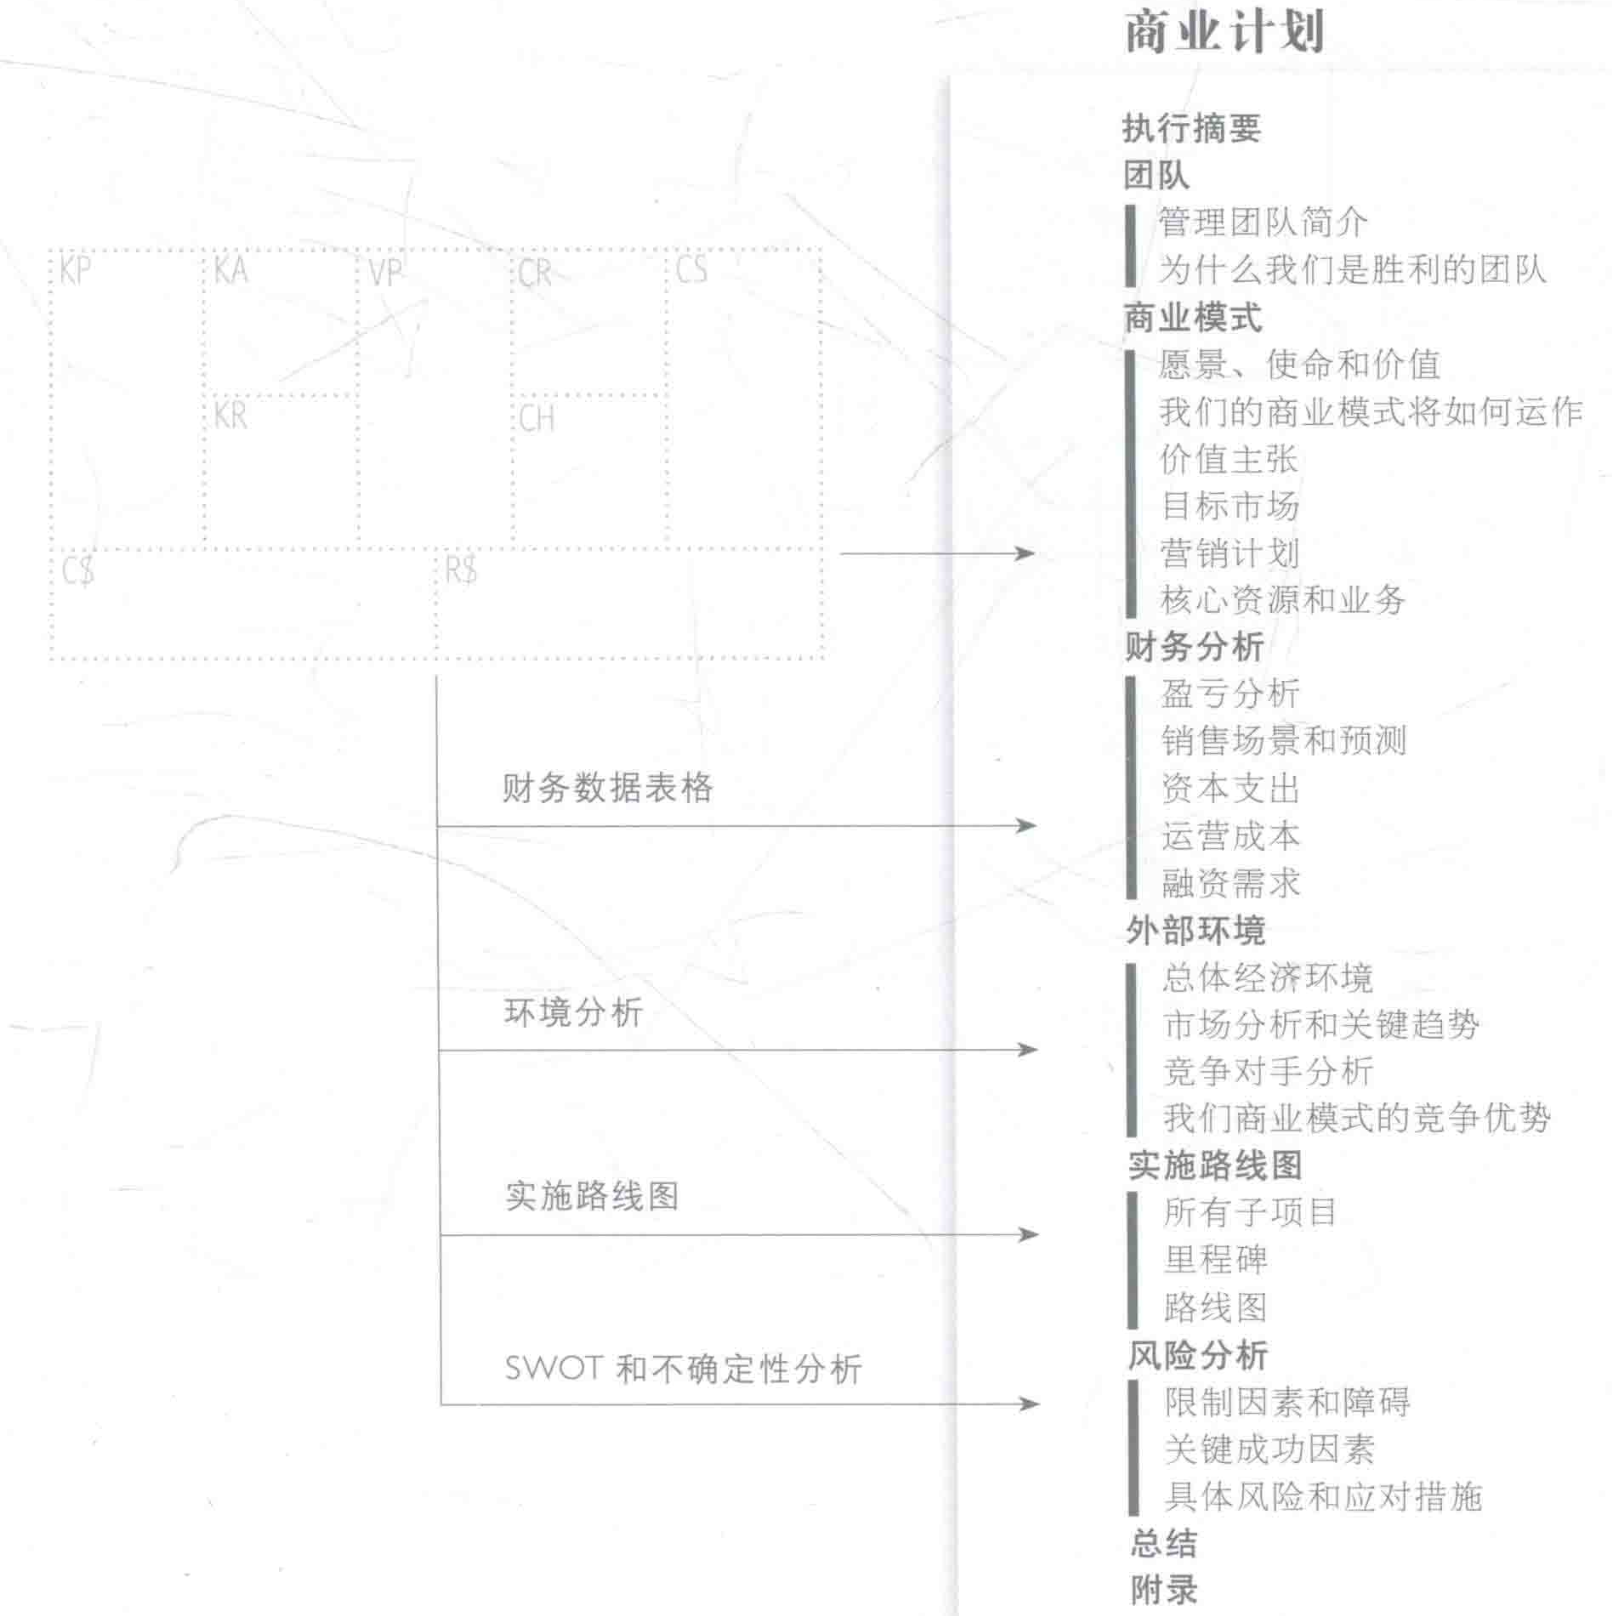 商业计划
执行摘要
团队
管理团队简介
为什么我们是胜利的团队
商业模式
愿景、使命和价值
我们的商业模式将如何运作
价值主张
目标市场
营销计划
核心资源和业务
财务分析
盈亏分析
销售场景和预测
资本支出
运营成本
融资需求
外部环境
总体经济环境
市场分析和关键趋势
竞争对手分析
我们商业模式的竞争优势
实施路线图
所有子项目
里程碑
路线图
风险分析
限制因素和障碍
关键成功因素
具体风险和应对措施
总结
附录
KP
KA
VP
CR
CS
KR
CH
C$
R$
财务数据表格
环境分析
实施路线图
SWOT 和不确定性分析